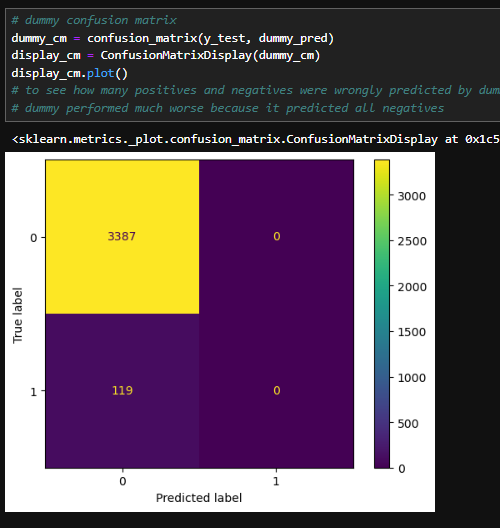 # dummy confusion matrix
dummy_cm = confusion_matrix(y_test, dummy_pred)
display_cm = ConfusionMatrixDisplay(dummy_cm)
display_cm.plot()
# to see how many positives and negatives were wrongly predicted by
# dummy performed much worse because it predicted all negatives
<sklearn.metrics._plot.confusion_matrix.ConfusionMatrixDisplay at 0x1c5
3387
0
119
0
0
1
True label
0
1
Predicted label
3000
2500
2000
1500
1000
500
0